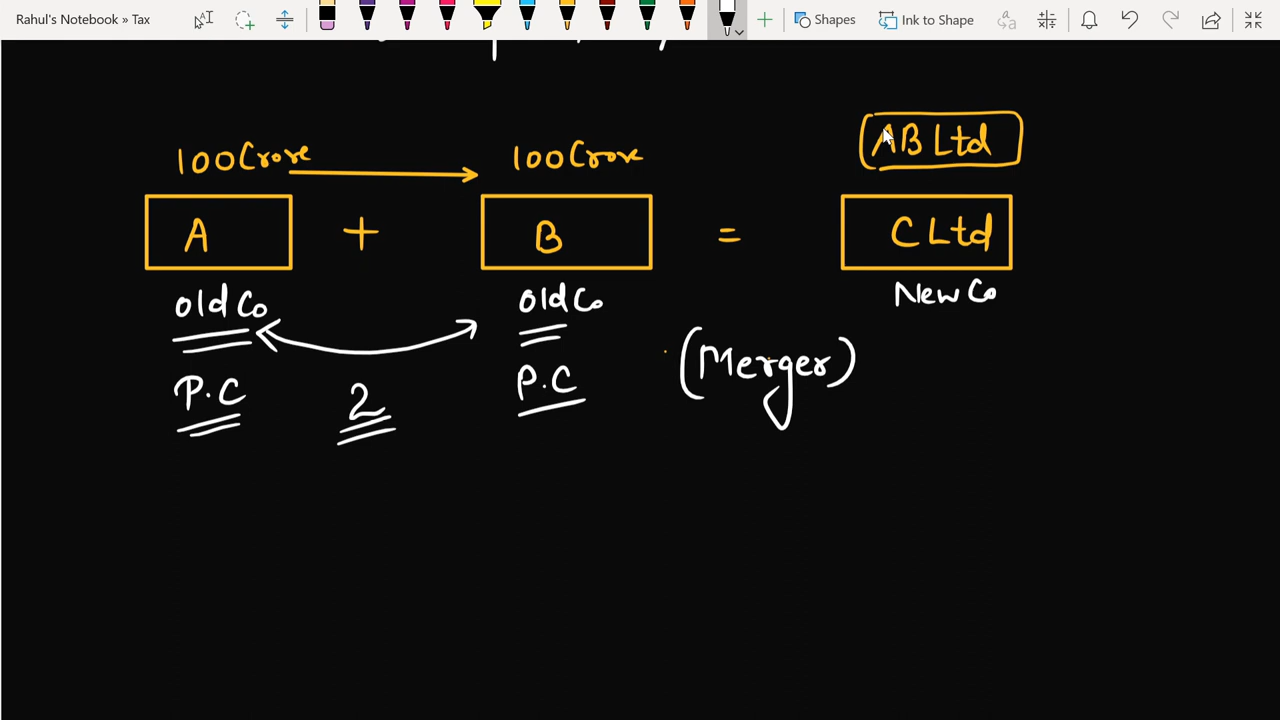 Rahul's Notebook » Tax
Shapes
Ink to Shape
100Crore
100Crore
AB Ltd
A + B = C Ltd
Old Co
Old Co
New Co
P.C
2
P.C
(Merger)